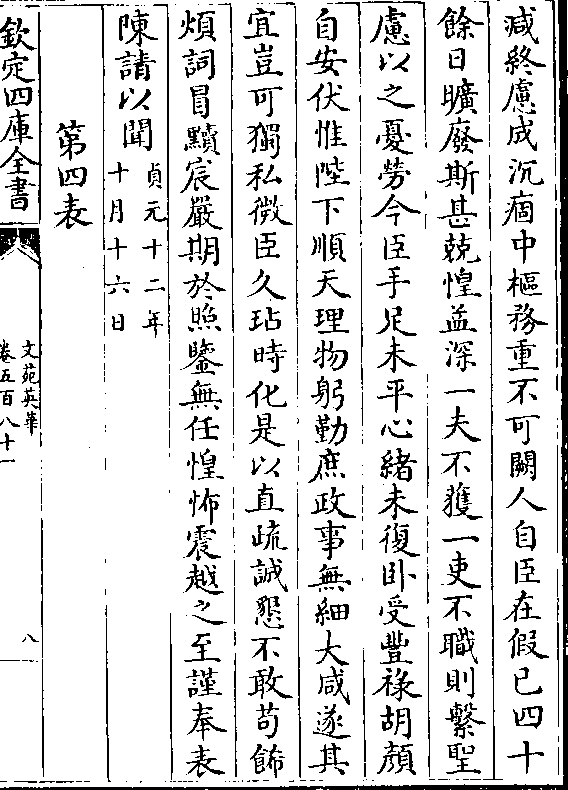 減終慮成沉痼中樞務重不可闕人自臣在假已四十
餘日曠廢斯甚兢惶益深一夫不獲一吏不職則繫聖
慮以之憂勞今臣手足未平心緒未復卧受豐祿胡顔
自安伏惟陛下順天理物躬勤庶政事無細大咸遂其
宜豈可獨私微臣久玷時化是以直疏誠懇不敢苟飾
煩詞冒黷宸嚴期於照鑒無任惶怖震越之至謹奉表
陳請以聞貞元十二年
十月十六日
第四表
欽定四庫全書
文苑英華
卷五百八十一
八